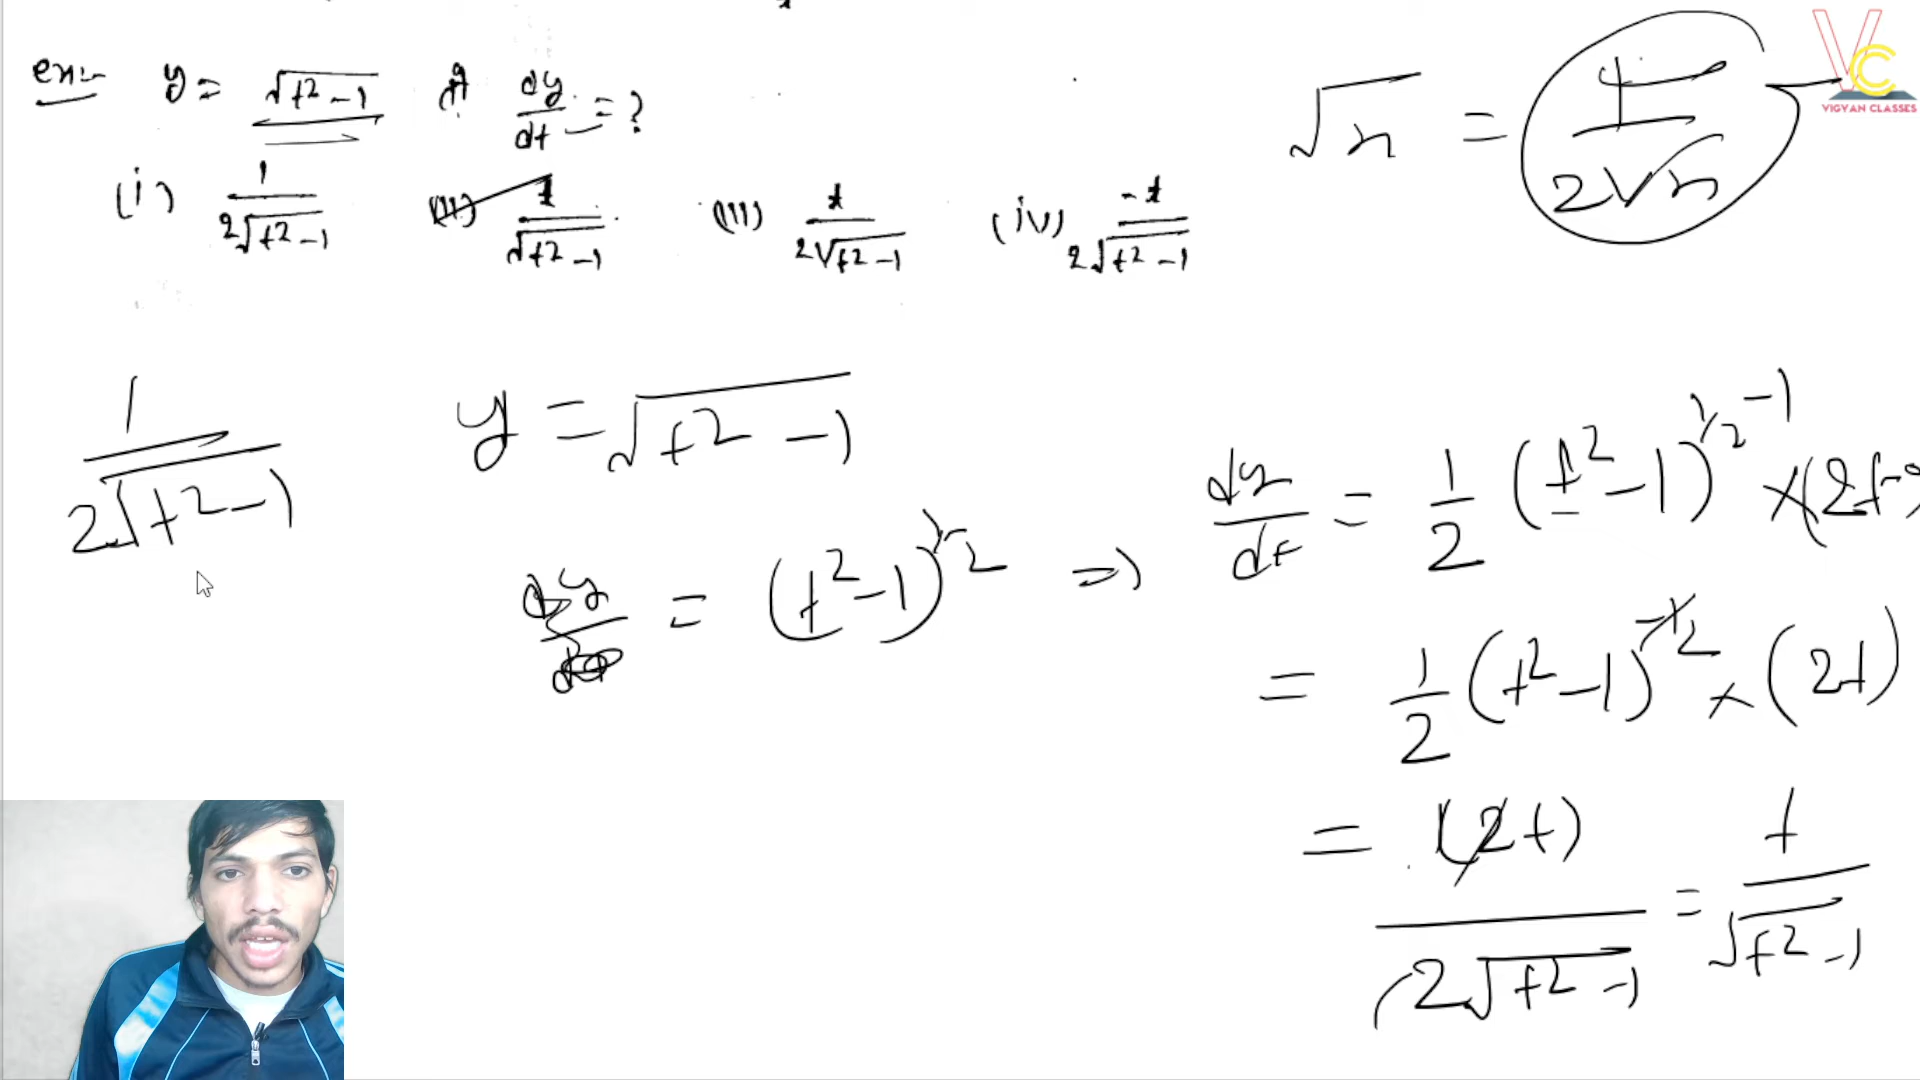 ex:- y = √t² -1 if dy/dt = ?
(i) 1/2√t² -1 (ii) t/√t² -1 (iii) t/2√t² -1 (iv) -t/2√t² -1
√x = 1/2√x
VC
VIGYAN CLASSES
1/2√t² -1
y = √t² -1
dy = (t²-1)^1/2 =>
dy/dt = 1/2 (t²-1)^1/2 -1 × (2t-0)
= 1/2 (t²-1)^-1/2 × (2t)
= (2t)/2√t² -1 = t/√t² -1